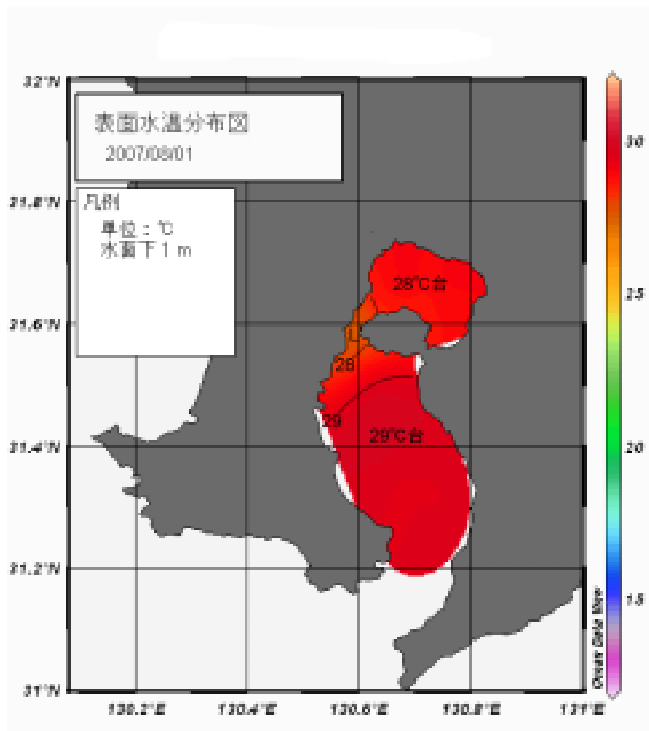 表面水温分布図
2007/08/01
凡例
単位：℃
水面下１ｍ
32°N
31.8°N
31.6°N
31.4°N
31.2°N
31°N
130.2°E
130.4°E
130.6°E
130.8°E
131°E
28℃台
L
28
29
29℃台
30
25
20
15
Ocean Data View